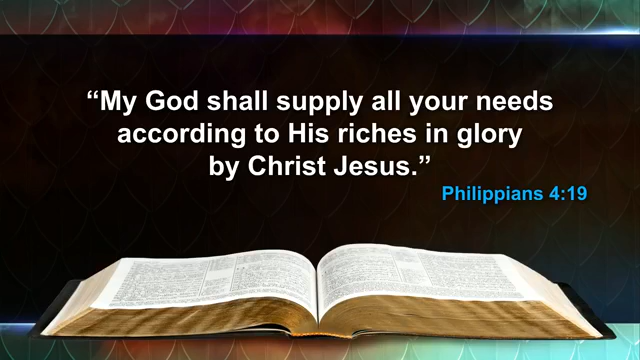 “My God shall supply all your needs
according to His riches in glory
by Christ Jesus.”
Philippians 4:19